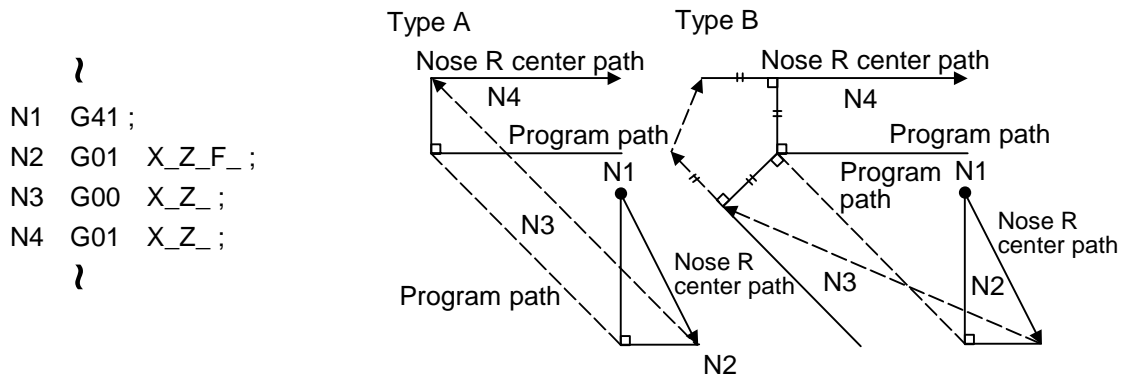 N1 G41 ;
N2 G01 X_Z_F_ ;
N3 G00 X_Z_ ;
N4 G01 X_Z_ ;
Type A
Nose R center path
N4
Program path
N1
N3
Nose R
center path
Program path
N2
Type B
Nose R center path
N4
Program path
Program
path
N1
Nose R
center path
N2
N3